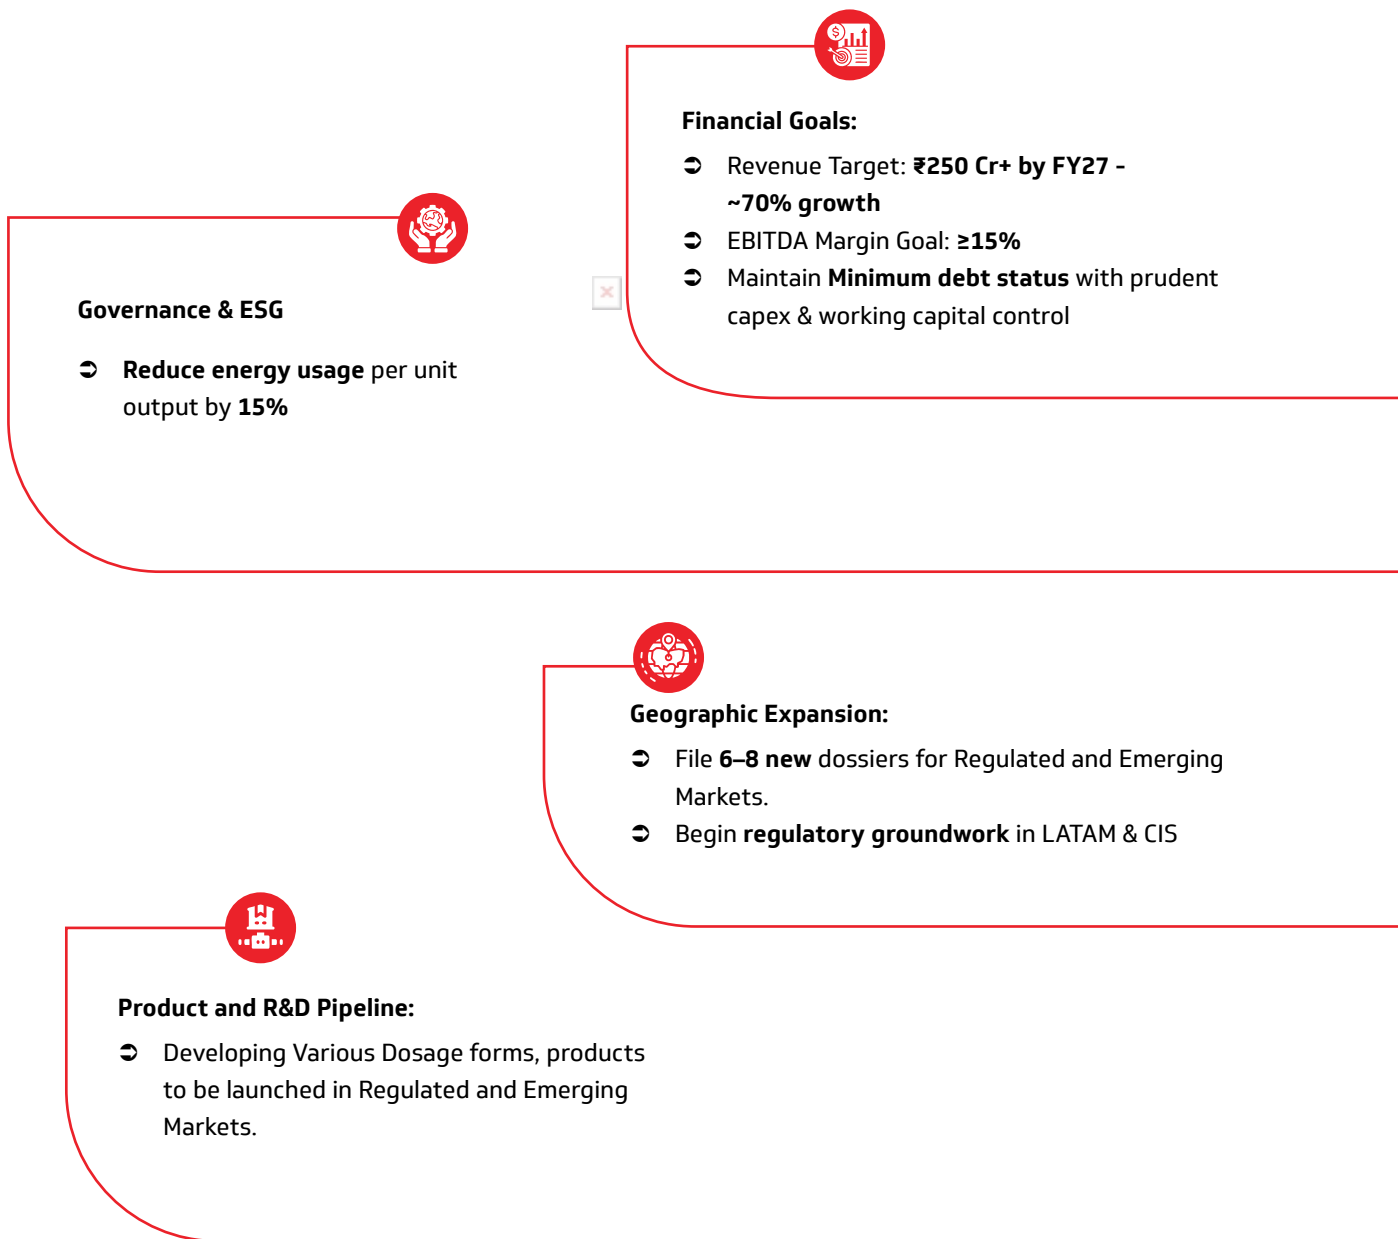 Financial Goals:
➲ Revenue Target: ₹250 Cr+ by FY27 -
~70% growth
➲ EBITDA Margin Goal: ≥15%
➲ Maintain Minimum debt status with prudent
capex & working capital control
Governance & ESG
➲ Reduce energy usage per unit
output by 15%
Geographic Expansion:
➲ File 6–8 new dossiers for Regulated and Emerging
Markets.
➲ Begin regulatory groundwork in LATAM & CIS
Product and R&D Pipeline:
➲ Developing Various Dosage forms, products
to be launched in Regulated and Emerging
Markets.